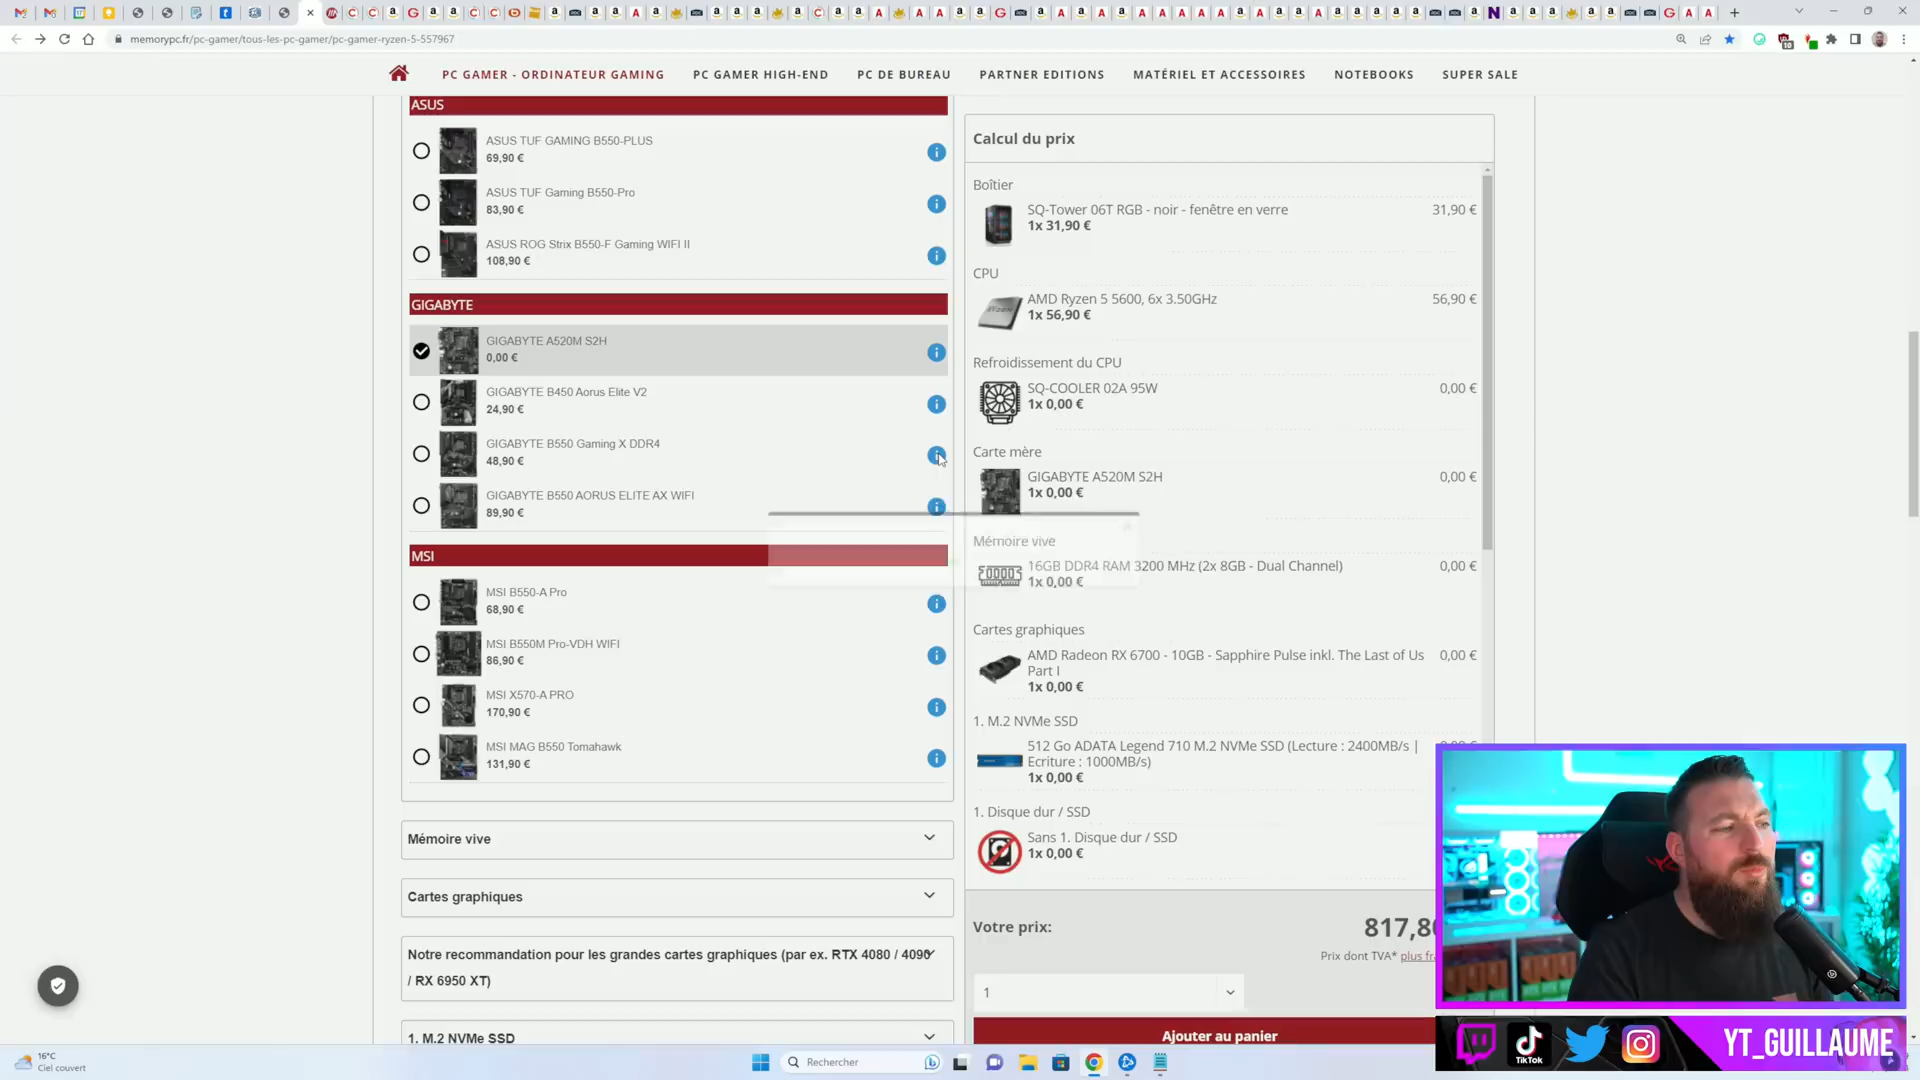 memorypc.fr/pc-gamer/tous-les-pc-gamer/pc-gamer-ryzen-5-557967
PC GAMER - ORDINATEUR GAMING
PC GAMER HIGH-END
PC DE BUREAU
PARTNER EDITIONS
MATÉRIEL ET ACCESSOIRES
NOTEBOOKS
SUPER SALE
ASUS
ASUS TUF GAMING B550-PLUS
69,90 €
ASUS TUF Gaming B550-Pro
83,90 €
ASUS ROG Strix B550-F Gaming WIFI II
108,90 €
GIGABYTE
GIGABYTE A520M S2H
0,00 €
GIGABYTE B450 Aorus Elite V2
24,90 €
GIGABYTE B550 Gaming X DDR4
48,90 €
GIGABYTE B550 AORUS ELITE AX WIFI
89,90 €
MSI
MSI B550-A Pro
68,90 €
MSI B550M Pro-VDH WIFI
86,90 €
MSI X570-A PRO
170,90 €
MSI MAG B550 Tomahawk
131,90 €
Mémoire vive
Cartes graphiques
Notre recommandation pour les grandes cartes graphiques (par ex. RTX 4080 / 4090
/ RX 6950 XT)
1. M.2 NVMe SSD
Calcul du prix
Boîtier
SQ-Tower 06T RGB - noir - fenêtre en verre
31,90 €
1x 31,90 €
CPU
AMD Ryzen 5 5600, 6x 3.50GHz
56,90 €
1x 56,90 €
Refroidissement du CPU
SQ-COOLER 02A 95W
0,00 €
1x 0,00 €
Carte mère
GIGABYTE A520M S2H
0,00 €
1x 0,00 €
Mémoire vive
16GB DDR4 RAM 3200 MHz (2x 8GB - Dual Channel)
0,00 €
1x 0,00 €
Cartes graphiques
AMD Radeon RX 6700 - 10GB - Sapphire Pulse inkl. The Last of Us
0,00 €
Part I
1x 0,00 €
1. M.2 NVMe SSD
512 Go ADATA Legend 710 M.2 NVMe SSD (Lecture : 2400MB/s |
Ecriture : 1000MB/s)
1x 0,00 €
1. Disque dur / SSD
Sans 1. Disque dur / SSD
1x 0,00 €
Votre prix:
817,8
Prix dont TVA* plus fr
1
Ajouter au panier
TikTok
YT_GUILLAUME
16°C
Ciel couvert
Rechercher